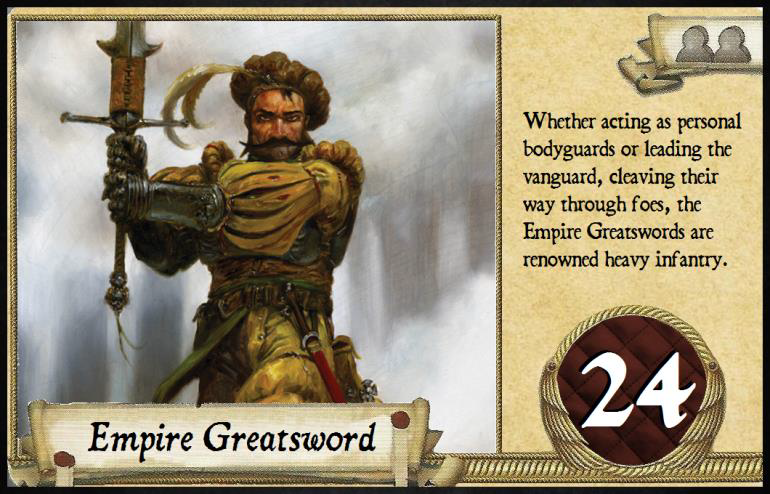 Whether acting as personal
bodyguards or leading the
vanguard, cleaving their
way through foes, the
Empire Greatswords are
renowned heavy infantry.
24
Empire Greatsword